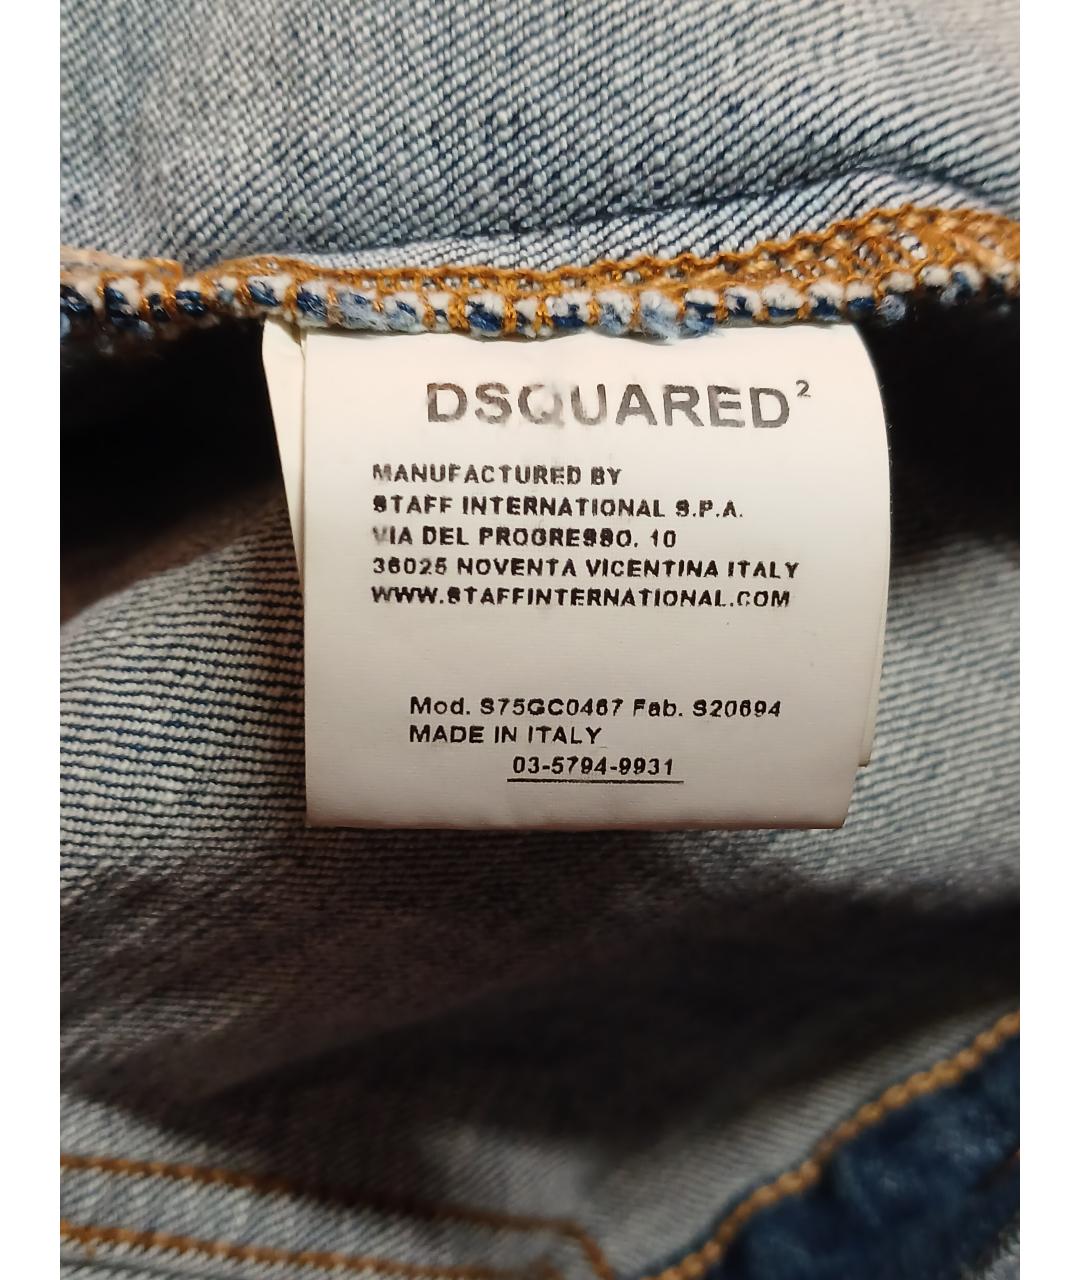 DSQUARED²
MANUFACTURED BY
STAFF INTERNATIONAL S.P.A.
VIA DEL PROGRESSO, 10
36025 NOVENTA VICENTINA ITALY
WWW.STAFFINTERNATIONAL.COM
Mod. S75GC0467 Fab. S20694
MADE IN ITALY
03-5794-9931